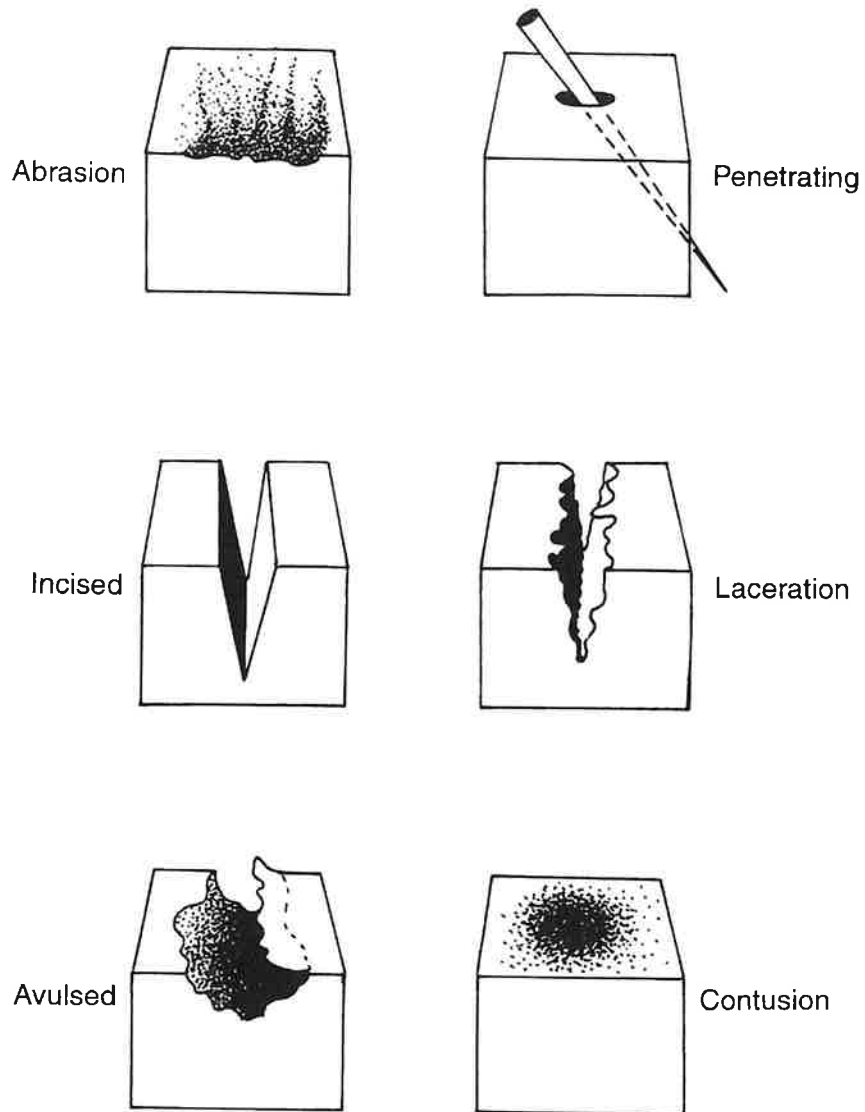 Abrasion
Penetrating
Incised
Laceration
Avulsed
Contusion